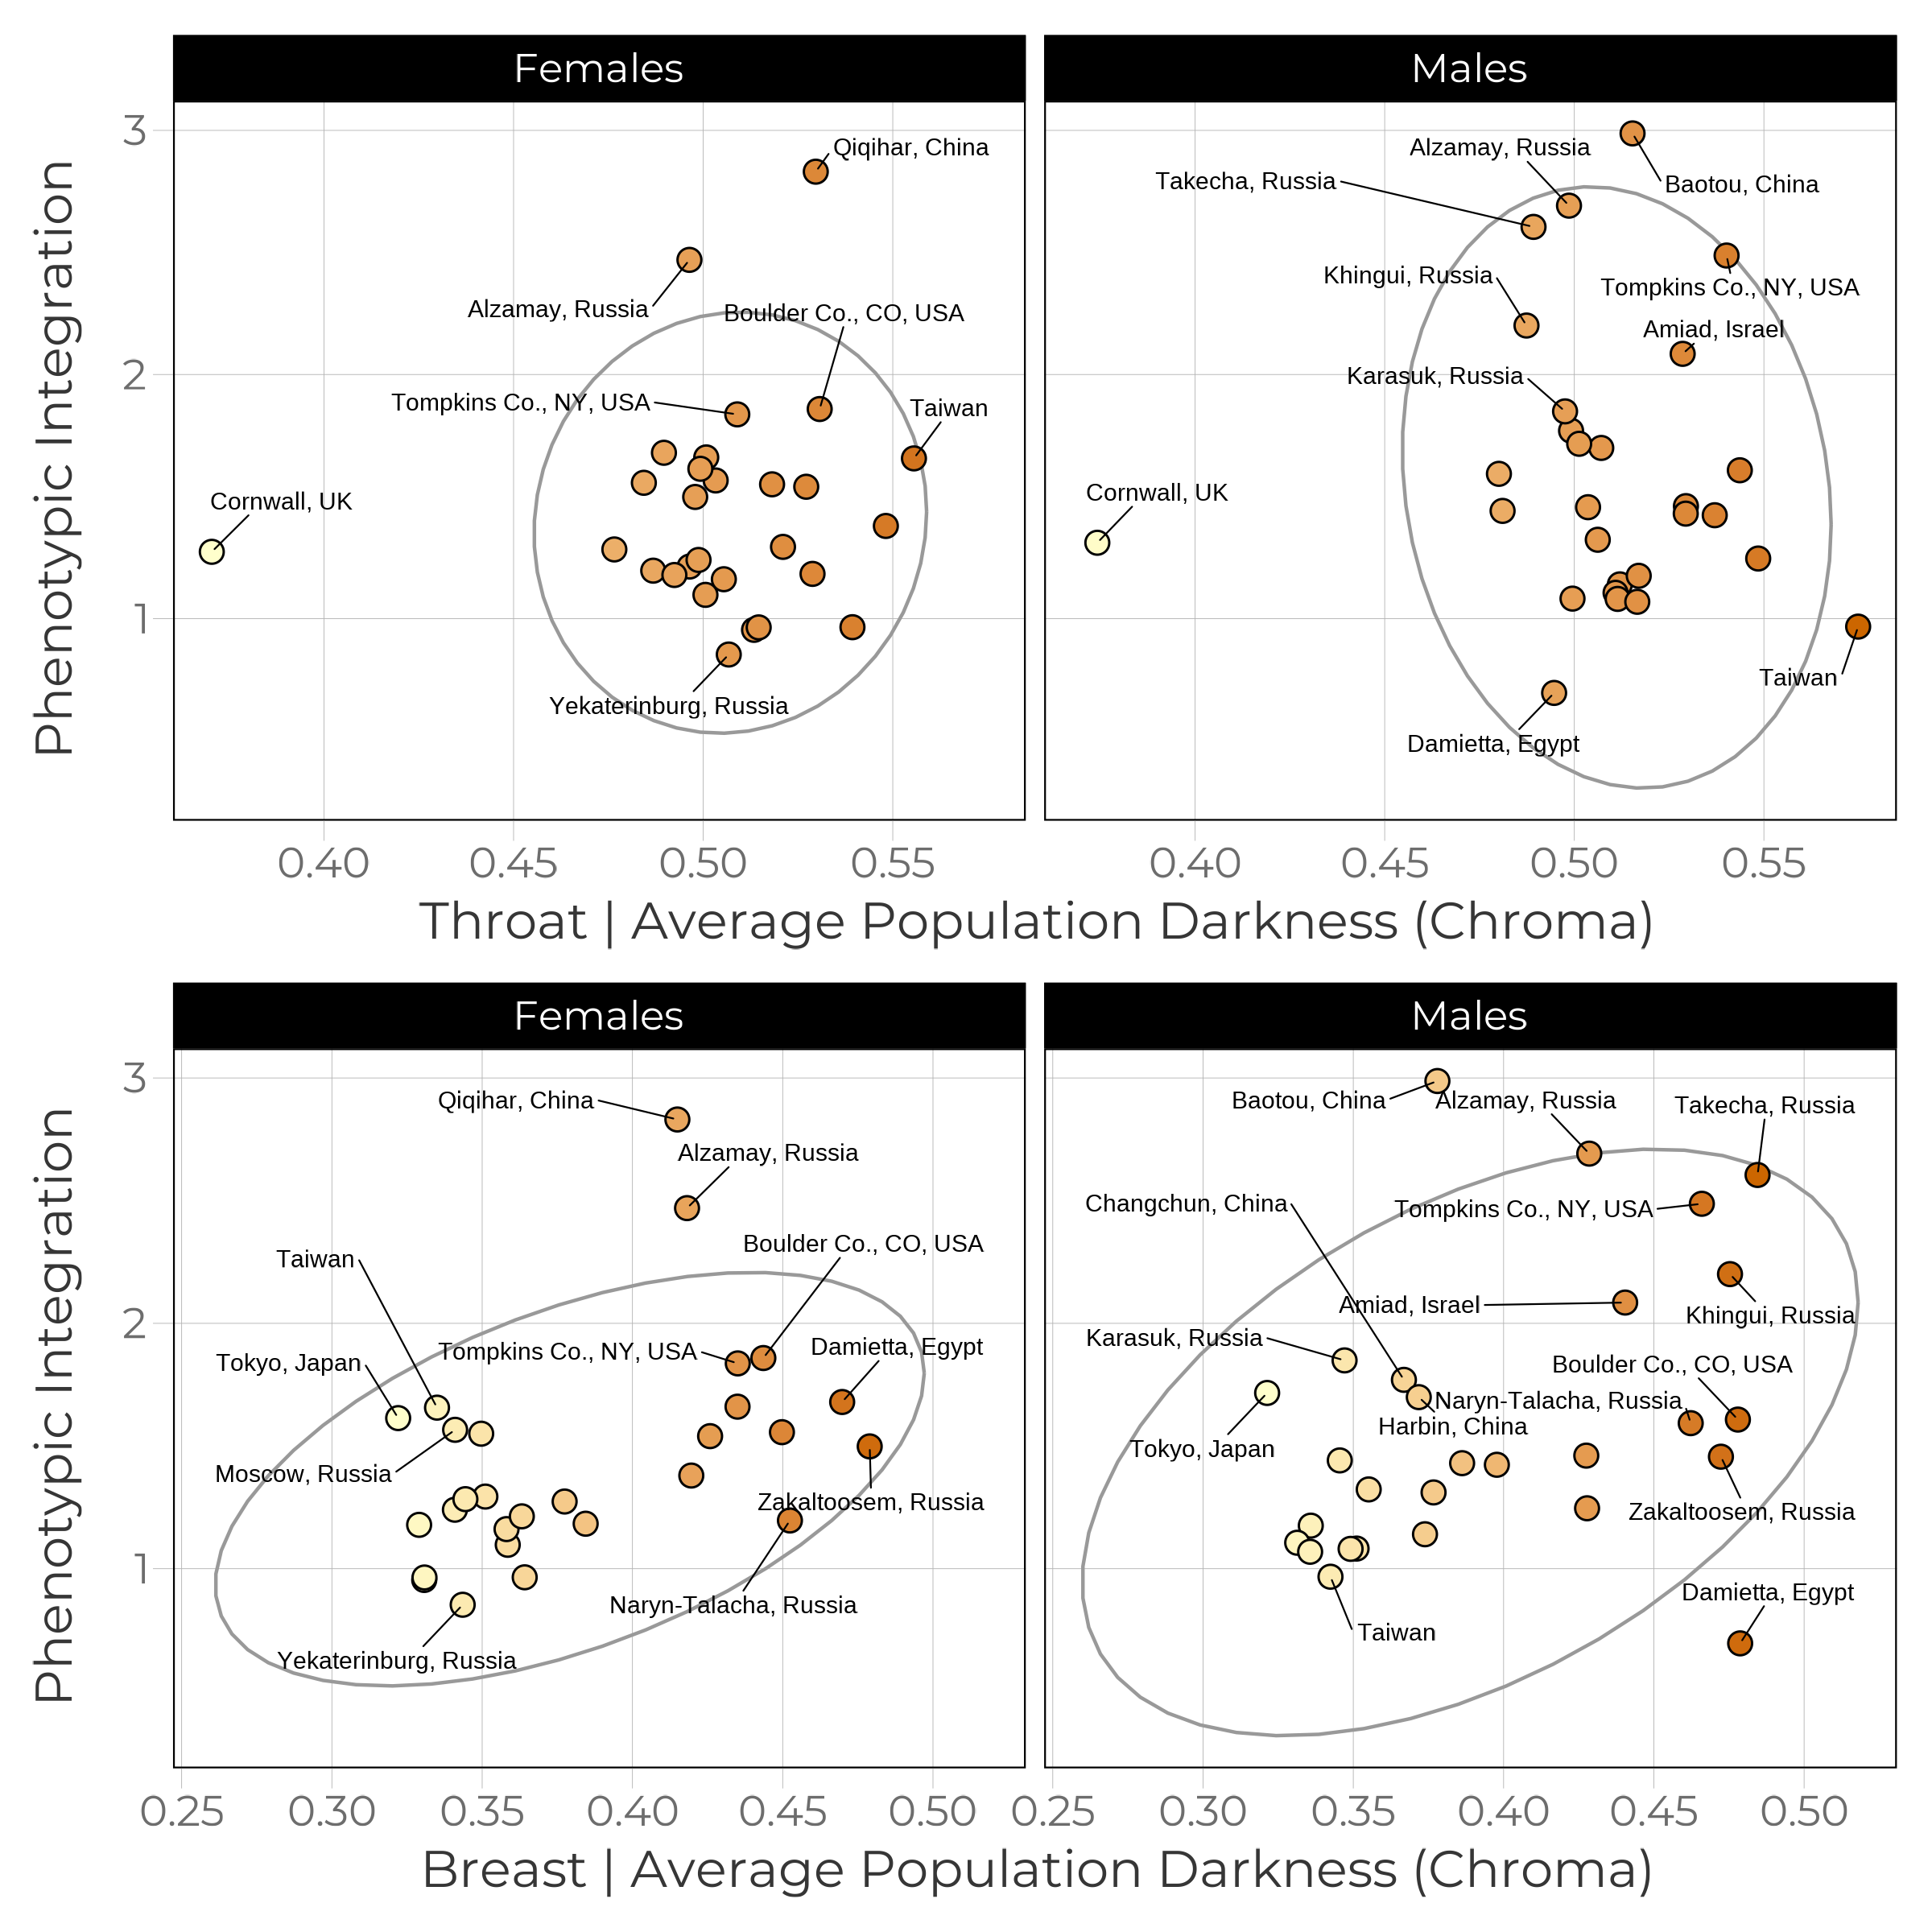 Females
Males
Phenotypic Integration
3
2
1
Qiqihar, China
Alzamay, Russia
Boulder Co., CO, USA
Tompkins Co., NY, USA
Taiwan
Cornwall, UK
Yekaterinburg, Russia
Alzamay, Russia
Baotou, China
Takecha, Russia
Khingui, Russia
Tompkins Co., NY, USA
Amiad, Israel
Karasuk, Russia
Cornwall, UK
Taiwan
Damietta, Egypt
0.40 0.45 0.50 0.55
0.40 0.45 0.50 0.55
Throat | Average Population Darkness (Chroma)
Females
Males
Phenotypic Integration
3
2
1
Qiqihar, China
Alzamay, Russia
Boulder Co., CO, USA
Taiwan
Tompkins Co., NY, USA
Damietta, Egypt
Tokyo, Japan
Moscow, Russia
Zakaltoosem, Russia
Naryn-Talacha, Russia
Yekaterinburg, Russia
Baotou, China
Alzamay, Russia
Takecha, Russia
Changchun, China
Tompkins Co., NY, USA
Amiad, Israel
Khingui, Russia
Karasuk, Russia
Boulder Co., CO, USA
Naryn-Talacha, Russia
Harbin, China
Tokyo, Japan
Zakaltoosem, Russia
Damietta, Egypt
Taiwan
0.25 0.30 0.35 0.40 0.45 0.50
0.25 0.30 0.35 0.40 0.45 0.50
Breast | Average Population Darkness (Chroma)